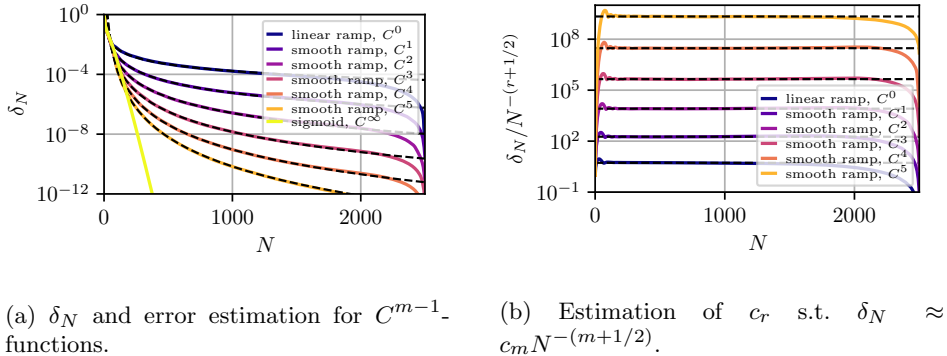 10^0
10^{-4}
10^{-8}
10^{-12}
δ_N
linear ramp, C^0
smooth ramp, C^1
smooth ramp, C^2
smooth ramp, C^3
smooth ramp, C^4
smooth ramp, C^5
sigmoid, C^∞
0
1000
2000
N
10^8
10^5
10^2
10^{-1}
δ_N/N^{-(r+1/2)}
linear ramp, C^0
smooth ramp, C^1
smooth ramp, C^2
smooth ramp, C^3
smooth ramp, C^4
smooth ramp, C^5
0
1000
2000
N
(a) δ_N and error estimation for C^{m-1}-
functions.
(b) Estimation of c_r s.t. δ_N ≈
c_m N^{-(m+1/2)}.